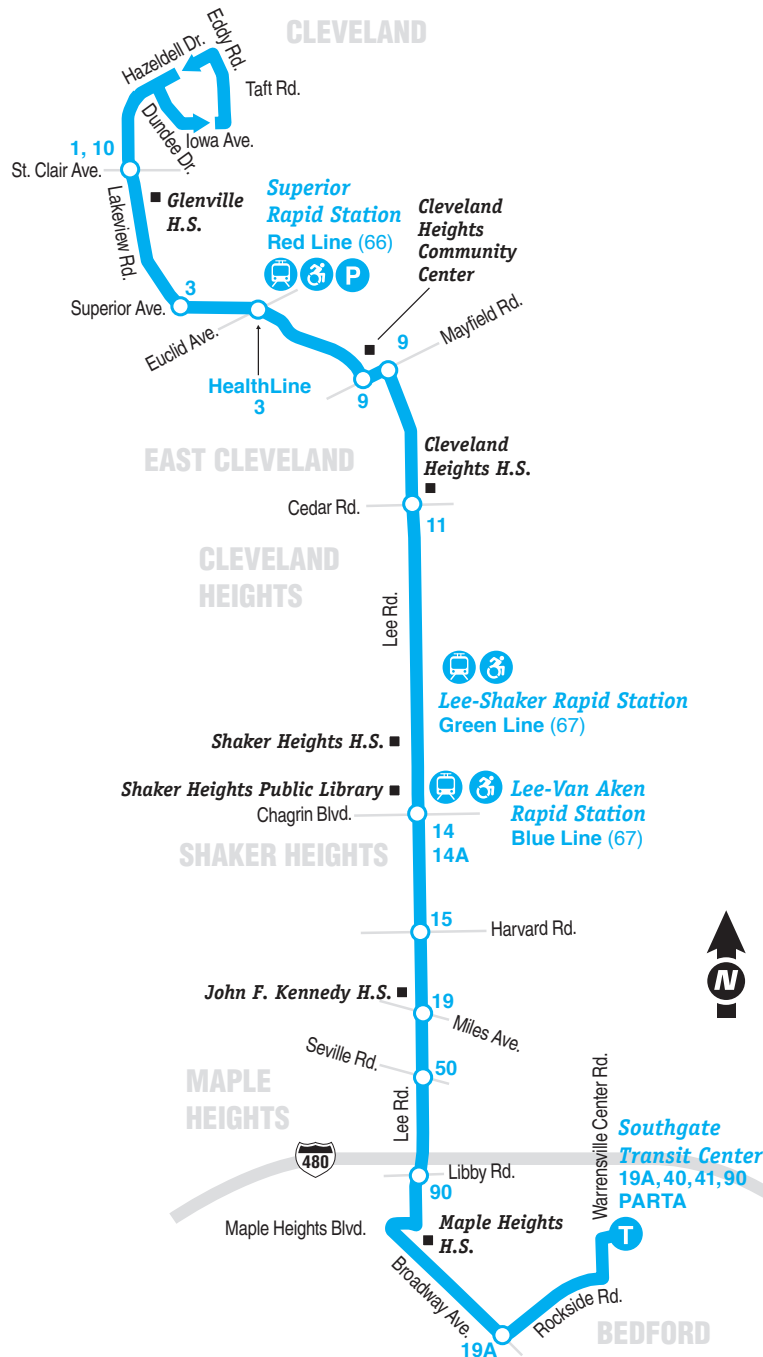 CLEVELAND
Hazeldell Dr.
Eddy Rd.
Taft Rd.
Dundee Dr.
Iowa Ave.
1, 10
St. Clair Ave.
Lakeview Rd.
Glenville
H.S.
Superior
Rapid Station
Red Line (66)
P
Cleveland
Heights
Community
Center
3
Superior Ave.
Euclid Ave.
Mayfield Rd.
9
HealthLine
3
9
EAST CLEVELAND
Cleveland
Heights H.S.
Cedar Rd.
11
CLEVELAND
HEIGHTS
Lee Rd.
Lee-Shaker Rapid Station
Green Line (67)
Shaker Heights H.S.
Shaker Heights Public Library
Lee-Van Aken
Rapid Station
Blue Line (67)
Chagrin Blvd.
14
14A
SHAKER HEIGHTS
15
Harvard Rd.
N
John F. Kennedy H.S.
19
Miles Ave.
Seville Rd.
50
MAPLE
HEIGHTS
Lee Rd.
Warrensville Center Rd.
Southgate
Transit Center
19A, 40, 41, 90
PARTA
T
480
Libby Rd.
90
Maple Heights Blvd.
Maple Heights
H.S.
Broadway Ave.
Rockside Rd.
19A
BEDFORD